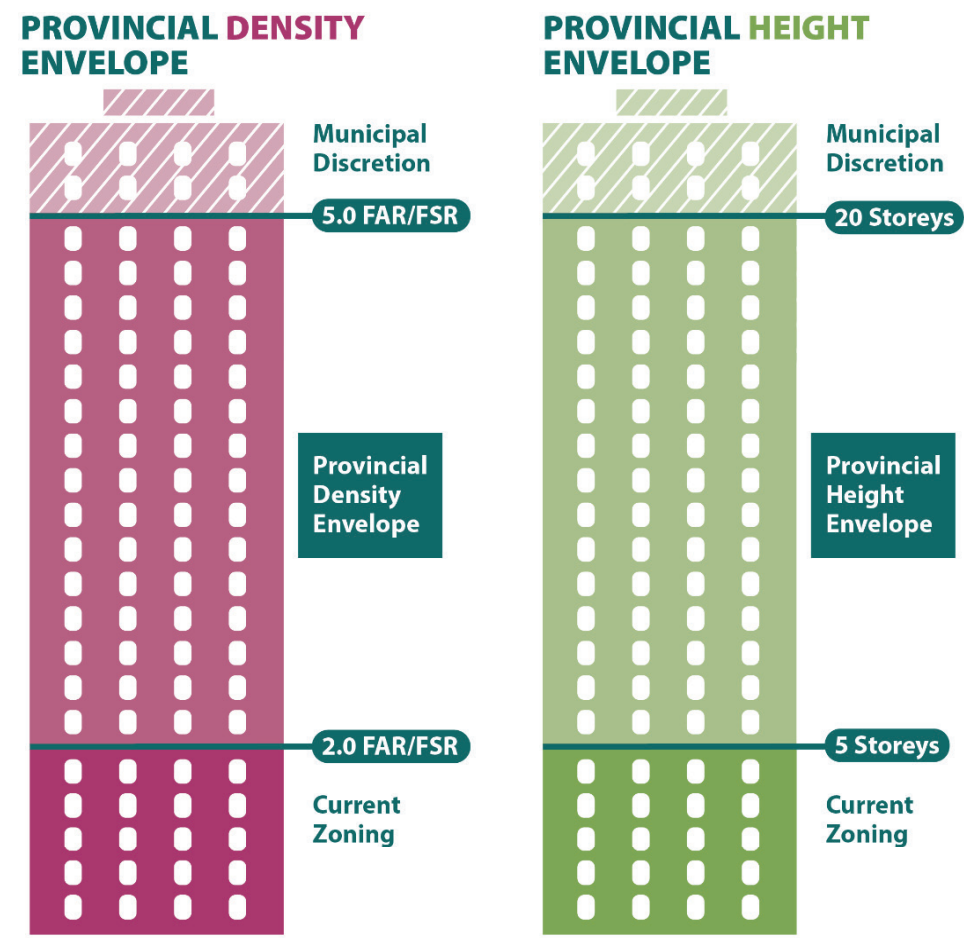 PROVINCIAL DENSITY
ENVELOPE
Municipal
Discretion
5.0 FAR/FSR
Provincial
Density
Envelope
2.0 FAR/FSR
Current
Zoning
PROVINCIAL HEIGHT
ENVELOPE
Municipal
Discretion
20 Storeys
Provincial
Height
Envelope
5 Storeys
Current
Zoning